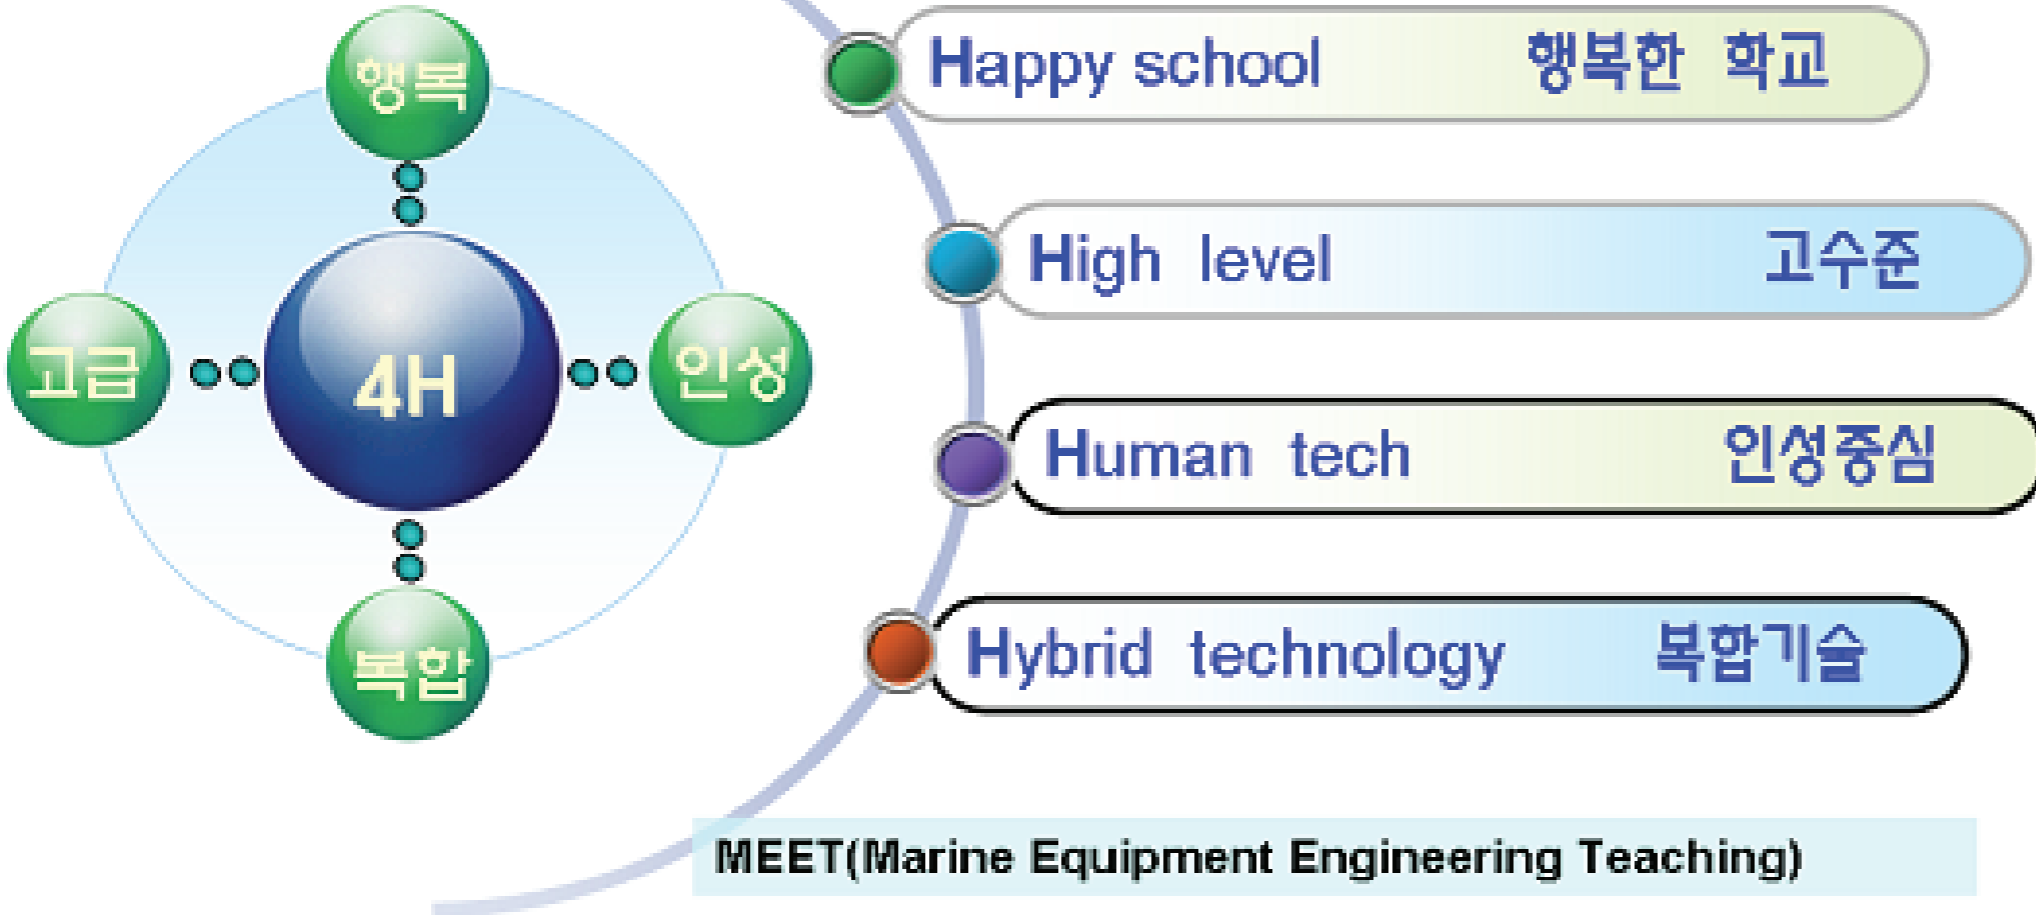 행복
고급
4H
인성
복합
Happy school 행복한 학교
High level 고수준
Human tech 인성중심
Hybrid technology 복합기술
MEET(Marine Equipment Engineering Teaching)